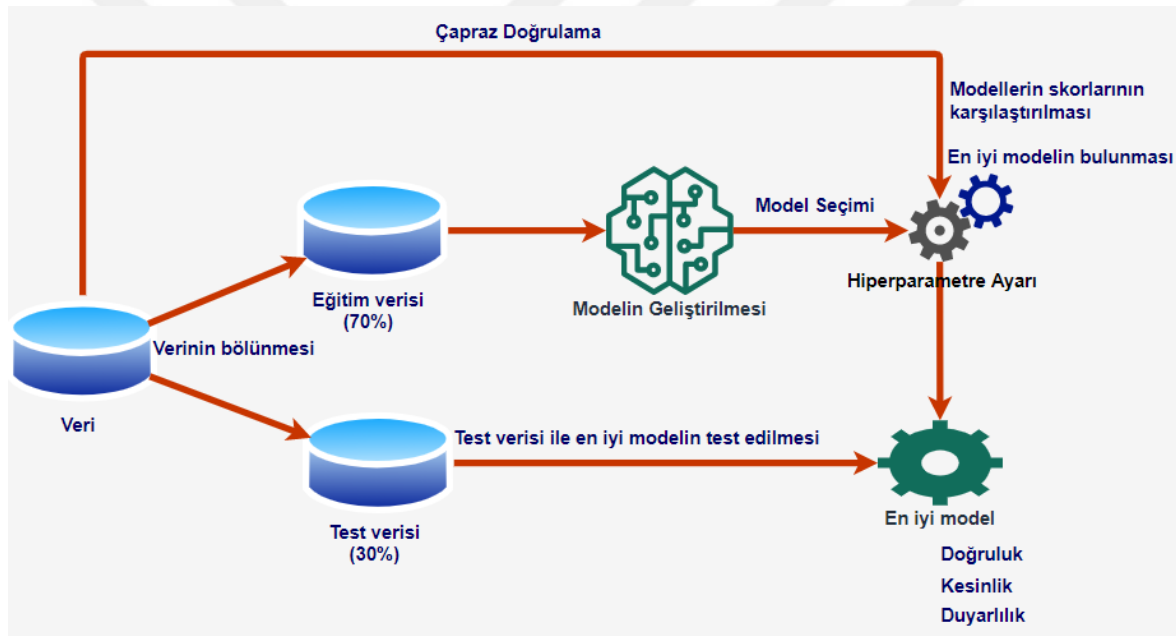 Çapraz Doğrulama
Modellerin skorlarının
karşılaştırılması
En iyi modelin bulunması
Model Seçimi
Hiperparametre Ayarı
Eğitim verisi
(70%)
Modelin Geliştirilmesi
Verinin bölünmesi
Veri
Test verisi ile en iyi modelin test edilmesi
Test verisi
(30%)
En iyi model
Doğruluk
Kesinlik
Duyarlılık